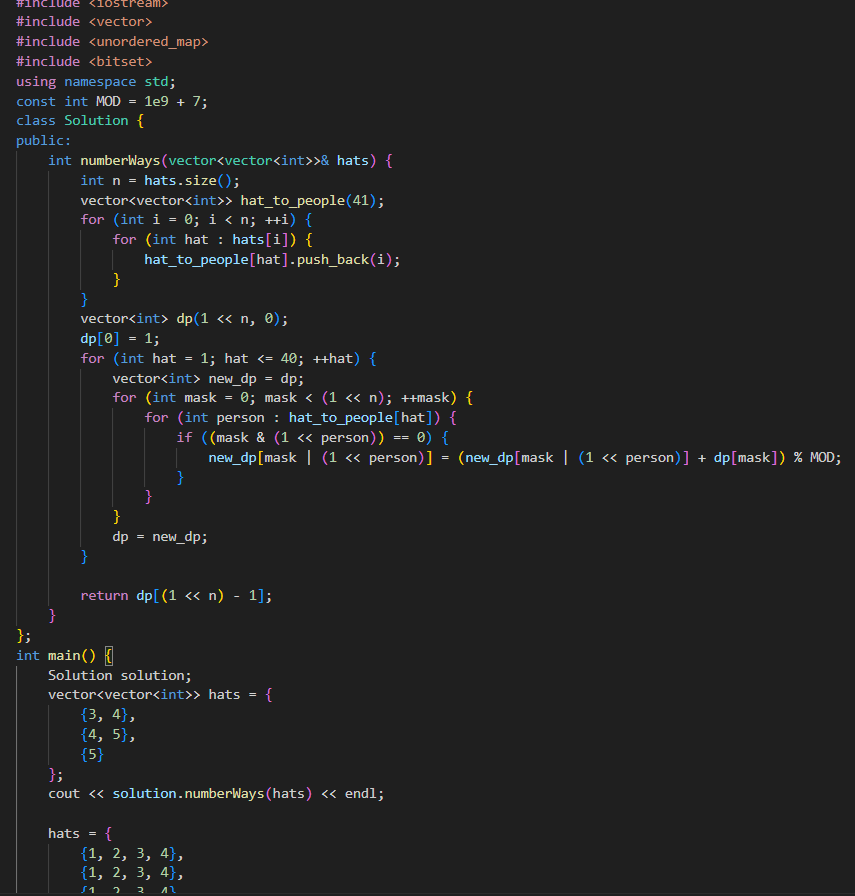 #include <iostream>
#include <vector>
#include <unordered_map>
#include <bitset>
using namespace std;
const int MOD = 1e9 + 7;
class Solution {
public:
    int numberWays(vector<vector<int>>& hats) {
        int n = hats.size();
        vector<vector<int>> hat_to_people(41);
        for (int i = 0; i < n; ++i) {
            for (int hat : hats[i]) {
                hat_to_people[hat].push_back(i);
            }
        }
        vector<int> dp(1 << n, 0);
        dp[0] = 1;
        for (int hat = 1; hat <= 40; ++hat) {
            vector<int> new_dp = dp;
            for (int mask = 0; mask < (1 << n); ++mask) {
                for (int person : hat_to_people[hat]) {
                    if ((mask & (1 << person)) == 0) {
                        new_dp[mask | (1 << person)] = (new_dp[mask | (1 << person)] + dp[mask]) % MOD;
                    }
                }
            }
            dp = new_dp;
        }
        return dp[(1 << n) - 1];
    }
};
int main() {
    Solution solution;
    vector<vector<int>> hats = {
        {3, 4},
        {4, 5},
        {5}
    };
    cout << solution.numberWays(hats) << endl;
    hats = {
        {1, 2, 3, 4},
        {1, 2, 3, 4},
        {1, 2, 3, 4}